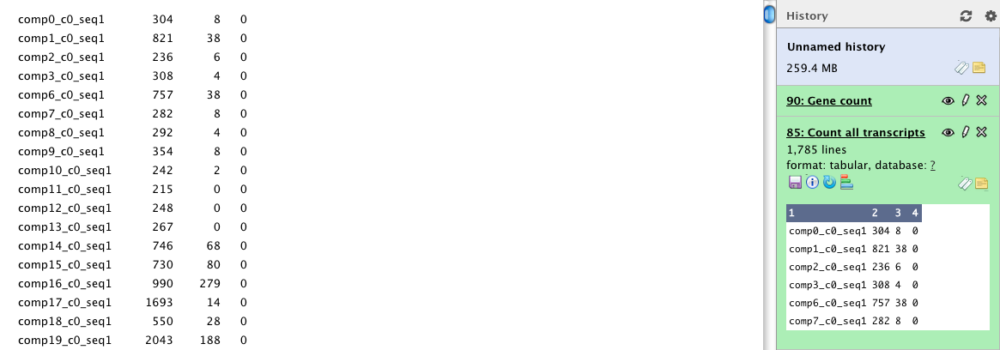 comp0_c0_seq1 304 8 0
comp1_c0_seq1 821 38 0
comp2_c0_seq1 236 6 0
comp3_c0_seq1 308 4 0
comp6_c0_seq1 757 38 0
comp7_c0_seq1 282 8 0
comp8_c0_seq1 292 4 0
comp9_c0_seq1 354 8 0
comp10_c0_seq1 242 2 0
comp11_c0_seq1 215 0 0
comp12_c0_seq1 248 0 0
comp13_c0_seq1 267 0 0
comp14_c0_seq1 746 68 0
comp15_c0_seq1 730 80 0
comp16_c0_seq1 990 279 0
comp17_c0_seq1 1693 14 0
comp18_c0_seq1 550 28 0
comp19_c0_seq1 2043 188 0
History
Unnamed history
259.4 MB
90: Gene count
85: Count all transcripts
1,785 lines
format: tabular, database: ?
1 2 3 4
comp0_c0_seq1 304 8 0
comp1_c0_seq1 821 38 0
comp2_c0_seq1 236 6 0
comp3_c0_seq1 308 4 0
comp6_c0_seq1 757 38 0
comp7_c0_seq1 282 8 0